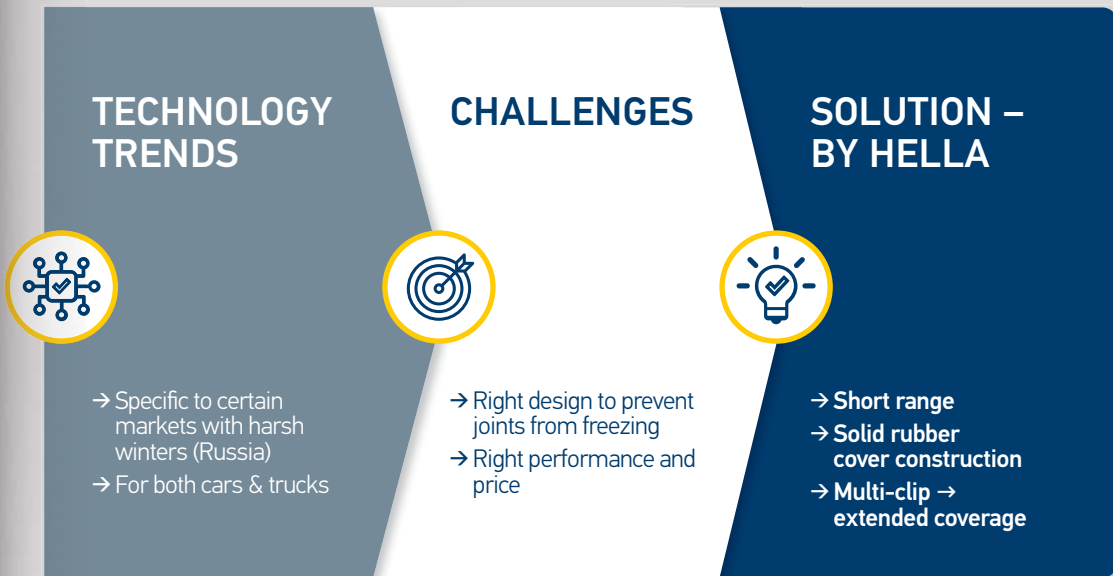 TECHNOLOGY
TRENDS
→ Specific to certain
markets with harsh
winters (Russia)
→ For both cars & trucks
CHALLENGES
→ Right design to prevent
joints from freezing
→ Right performance and
price
SOLUTION –
BY HELLA
→ Short range
→ Solid rubber
cover construction
→ Multi-clip →
extended coverage